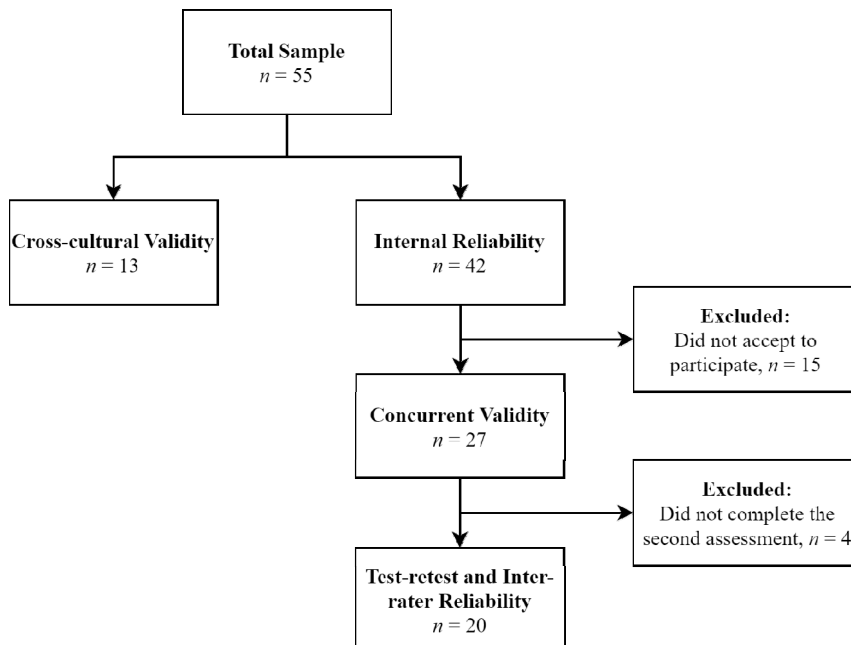 Total Sample
n = 55
Cross-cultural Validity
n = 13
Internal Reliability
n = 42
Excluded:
Did not accept to
participate, n = 15
Concurrent Validity
n = 27
Excluded:
Did not complete the
second assessment, n = 4
Test-retest and Inter-
rater Reliability
n = 20